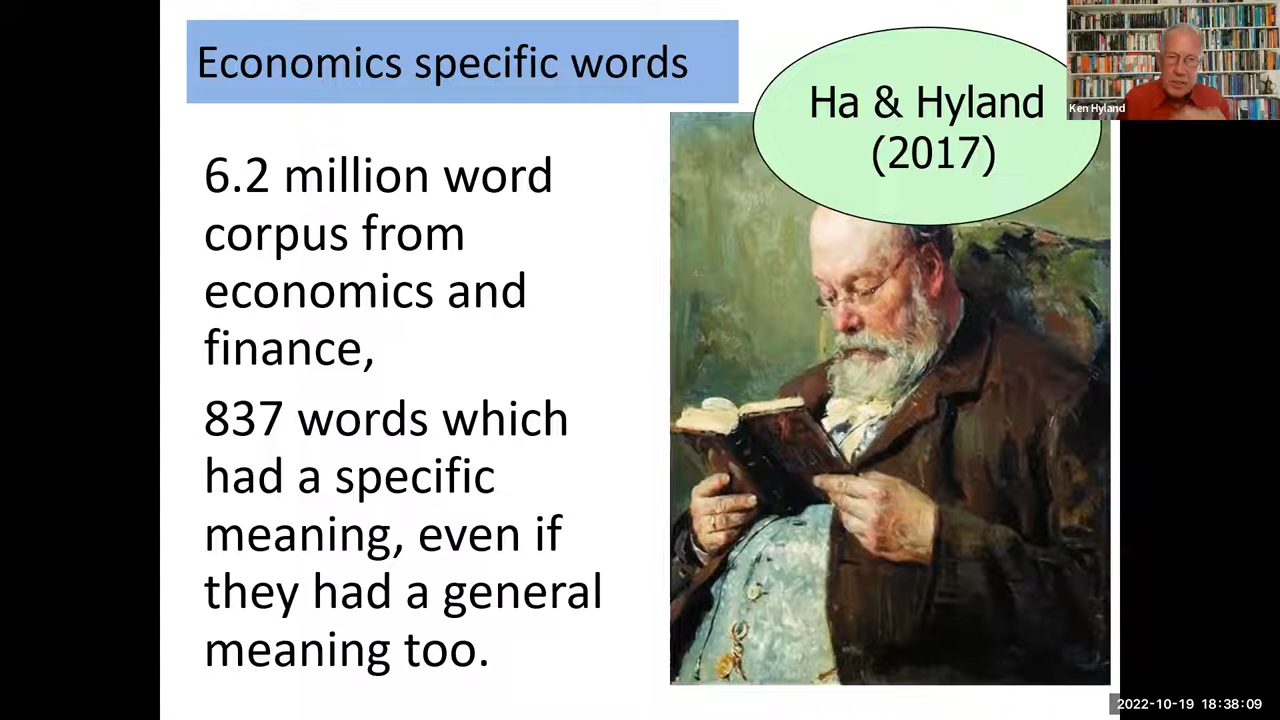 Economics specific words
Ha & Hyland
(2017)
Ken Hyland
6.2 million word
corpus from
economics and
finance,
837 words which
had a specific
meaning, even if
they had a general
meaning too.
2022-10-19 18:38:09